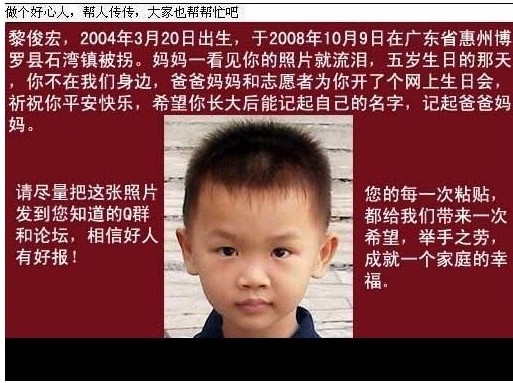 做个好心人，帮人传传，大家也帮帮忙吧
黎俊宏，2004年3月20日出生，于2008年10月9日在广东省惠州博
罗县石湾镇被拐。妈妈一看见你的照片就流泪，五岁生日的那天
，你不在我们身边，爸爸妈妈和志愿者为你开了个网上生日会，
祈祝你平安快乐，希望你长大后能记起自己的名字，记起爸爸妈
妈。
请尽量把这张照片
发到您知道的Q群
和论坛，相信好人
有好报！
您的每一次粘贴，
都给我们带来一次
希望，举手之劳，
成就一个家庭的幸
福。